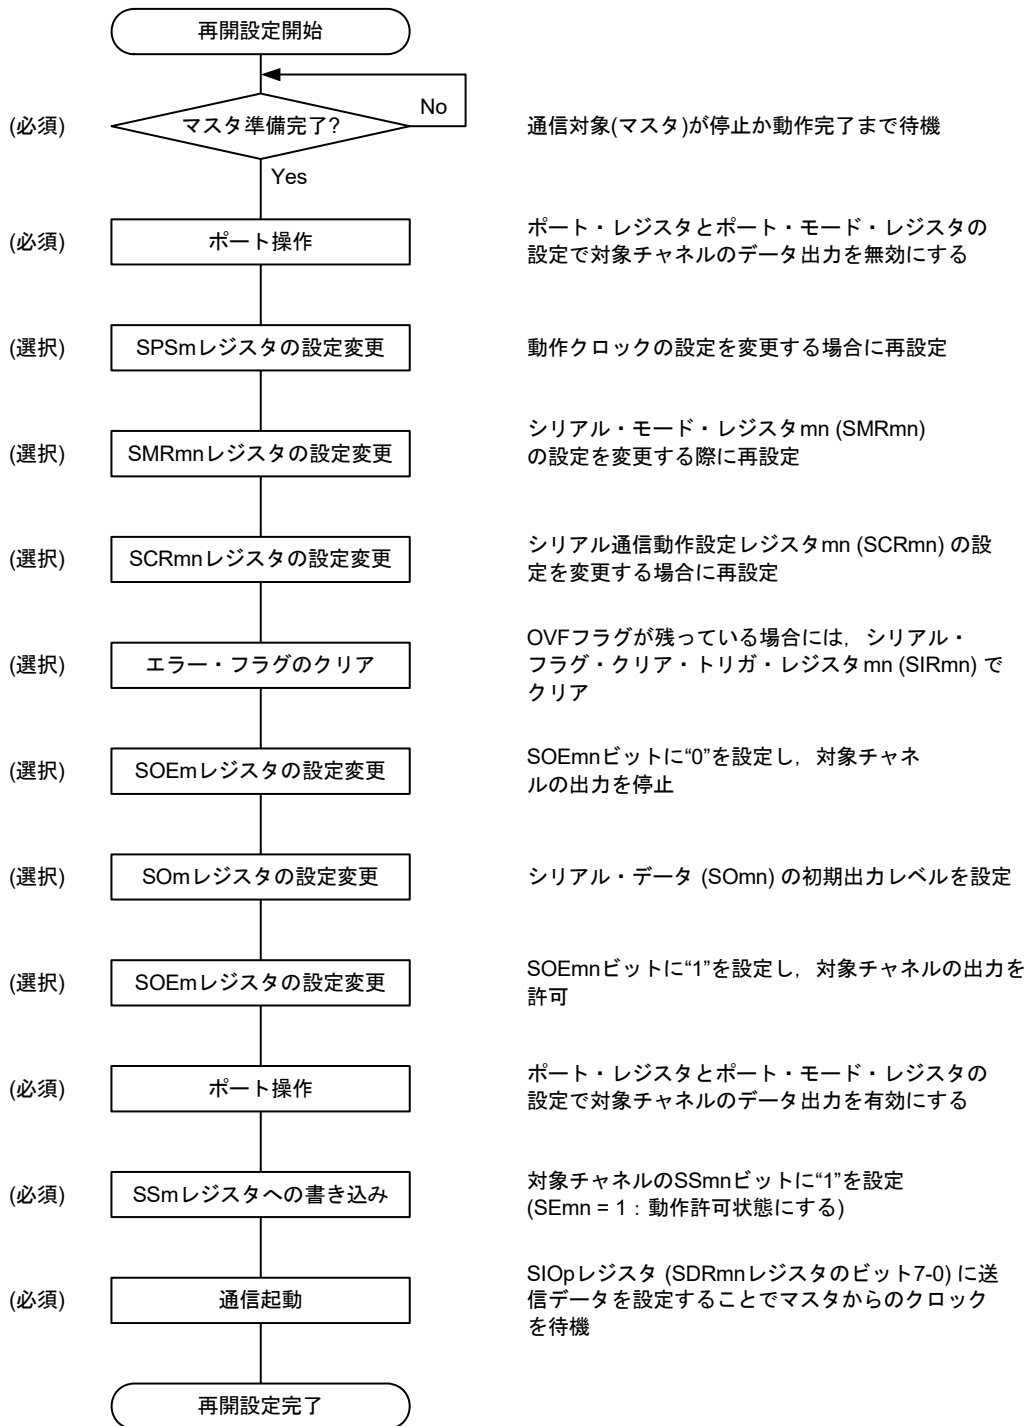 再開設定開始
No
(必須)
マスタ準備完了?
通信対象(マスタ)が停止か動作完了まで待機
Yes
(必須)
ポート操作
ポート・レジスタとポート・モード・レジスタの
設定で対象チャネルのデータ出力を無効にする
(選択)
SPSmレジスタの設定変更
動作クロックの設定を変更する場合に再設定
(選択)
SMRmnレジスタの設定変更
シリアル・モード・レジスタmn (SMRmn)
の設定を変更する際に再設定
(選択)
SCRmnレジスタの設定変更
シリアル通信動作設定レジスタmn (SCRmn) の設
定を変更する場合に再設定
(選択)
エラー・フラグのクリア
OVFフラグが残っている場合には，シリアル・
フラグ・クリア・トリガ・レジスタmn (SIRmn) で
クリア
(選択)
SOEmレジスタの設定変更
SOEmnビットに“0”を設定し，対象チャネ
ルの出力を停止
(選択)
SOmレジスタの設定変更
シリアル・データ (SOmn) の初期出力レベルを設定
(選択)
SOEmレジスタの設定変更
SOEmnビットに“1”を設定し，対象チャネルの出力を
許可
(必須)
ポート操作
ポート・レジスタとポート・モード・レジスタの
設定で対象チャネルのデータ出力を有効にする
(必須)
SSmレジスタへの書き込み
対象チャネルのSSmnビットに“1”を設定
(SEmn = 1：動作許可状態にする)
(必須)
通信起動
SIOpレジスタ (SDRmnレジスタのビット7-0) に送
信データを設定することでマスタからのクロック
を待機
再開設定完了